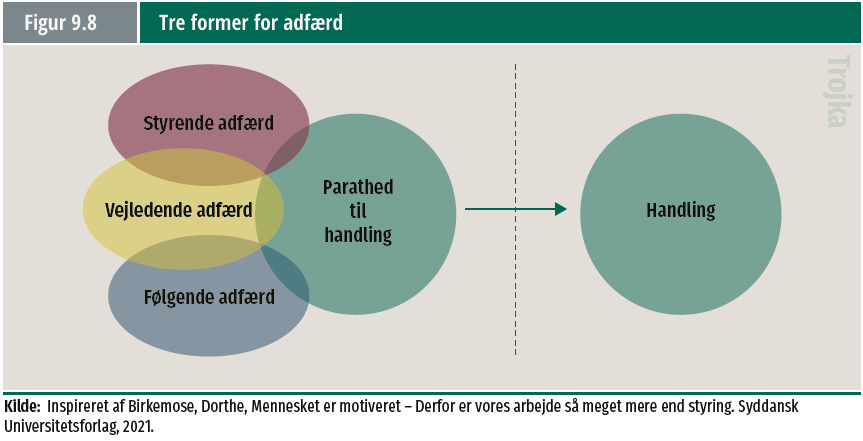 Figur 9.8
Tre former for adfærd
Trojka
Styrende adfærd
Vejledende adfærd
Følgende adfærd
Parathed
til
handling
Handling
Kilde: Inspireret af Birkemose, Dorthe, Mennesket er motiveret – Derfor er vores arbejde så meget mere end styring. Syddansk
Universitetsforlag, 2021.